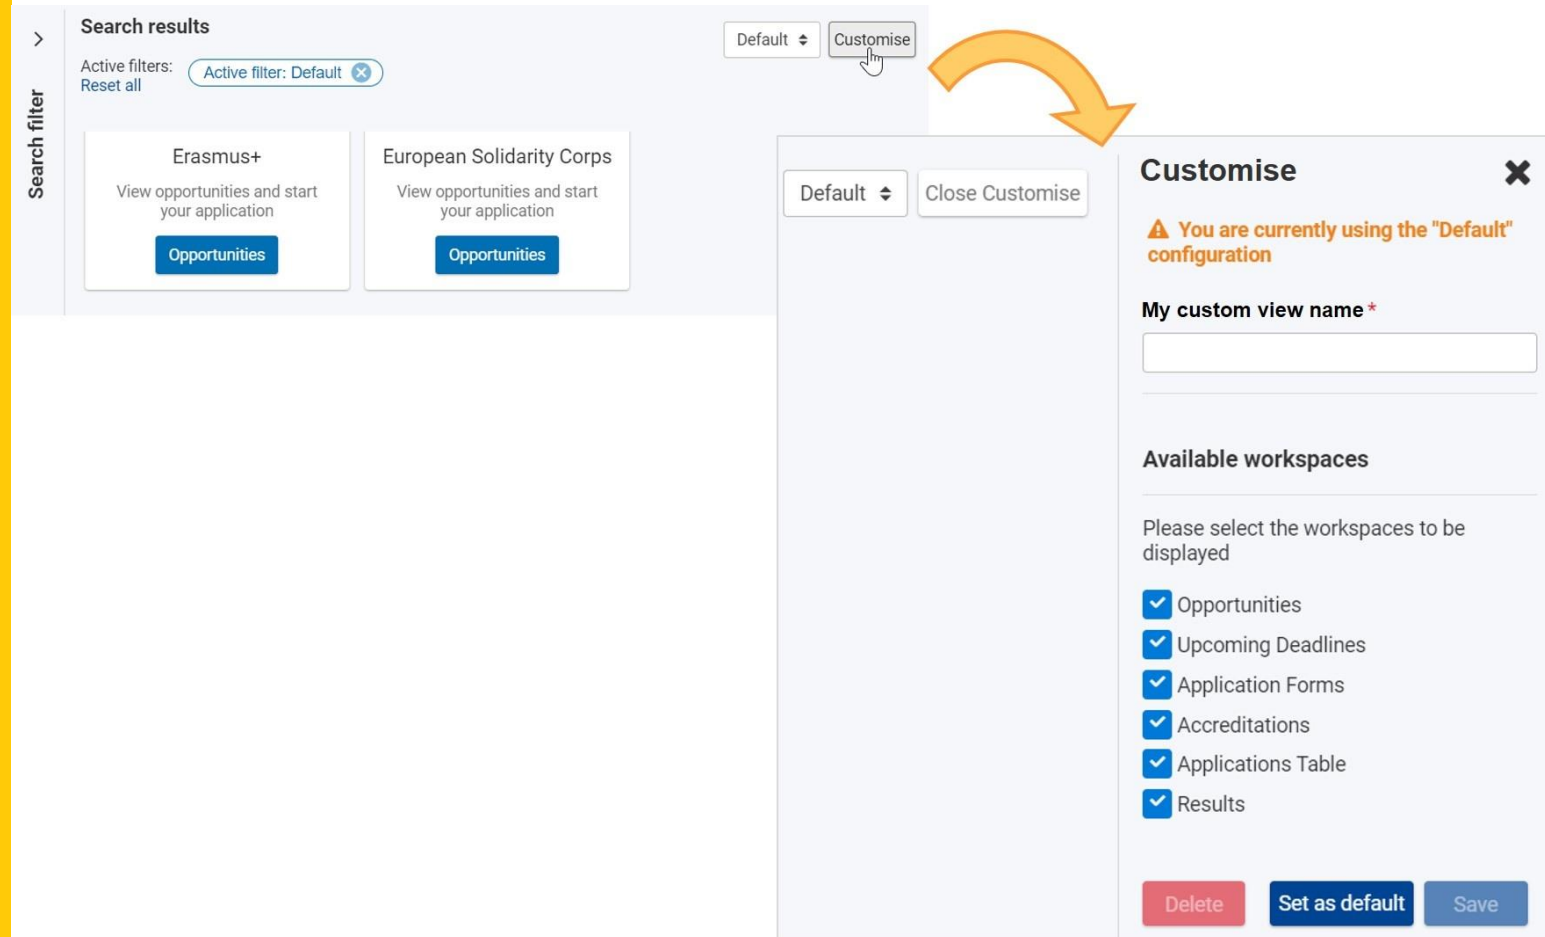 Search results
Default
Customise
Active filters:
Active filter: Default
Reset all
Search filter
Erasmus+
View opportunities and start
your application
Opportunities
European Solidarity Corps
View opportunities and start
your application
Opportunities
Default
Close Customise
Customise
You are currently using the "Default"
configuration
My custom view name *
Available workspaces
Please select the workspaces to be
displayed
Opportunities
Upcoming Deadlines
Application Forms
Accreditations
Applications Table
Results
Delete
Set as default
Save